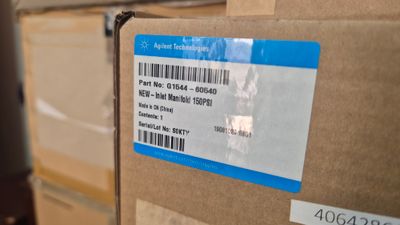 Agilent Technologies
Part No: G1544-60540
NEW - Inlet Manifold 150PSI
Made in CN (China)
Contents: 1
Serial/Lot No: SDKTY